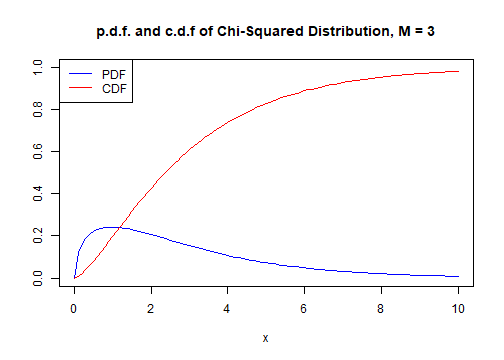 p.d.f. and c.d.f of Chi-Squared Distribution, M = 3
PDF
CDF
1.0
0.8
0.6
0.4
0.2
0.0
0 2 4 6 8 10
x